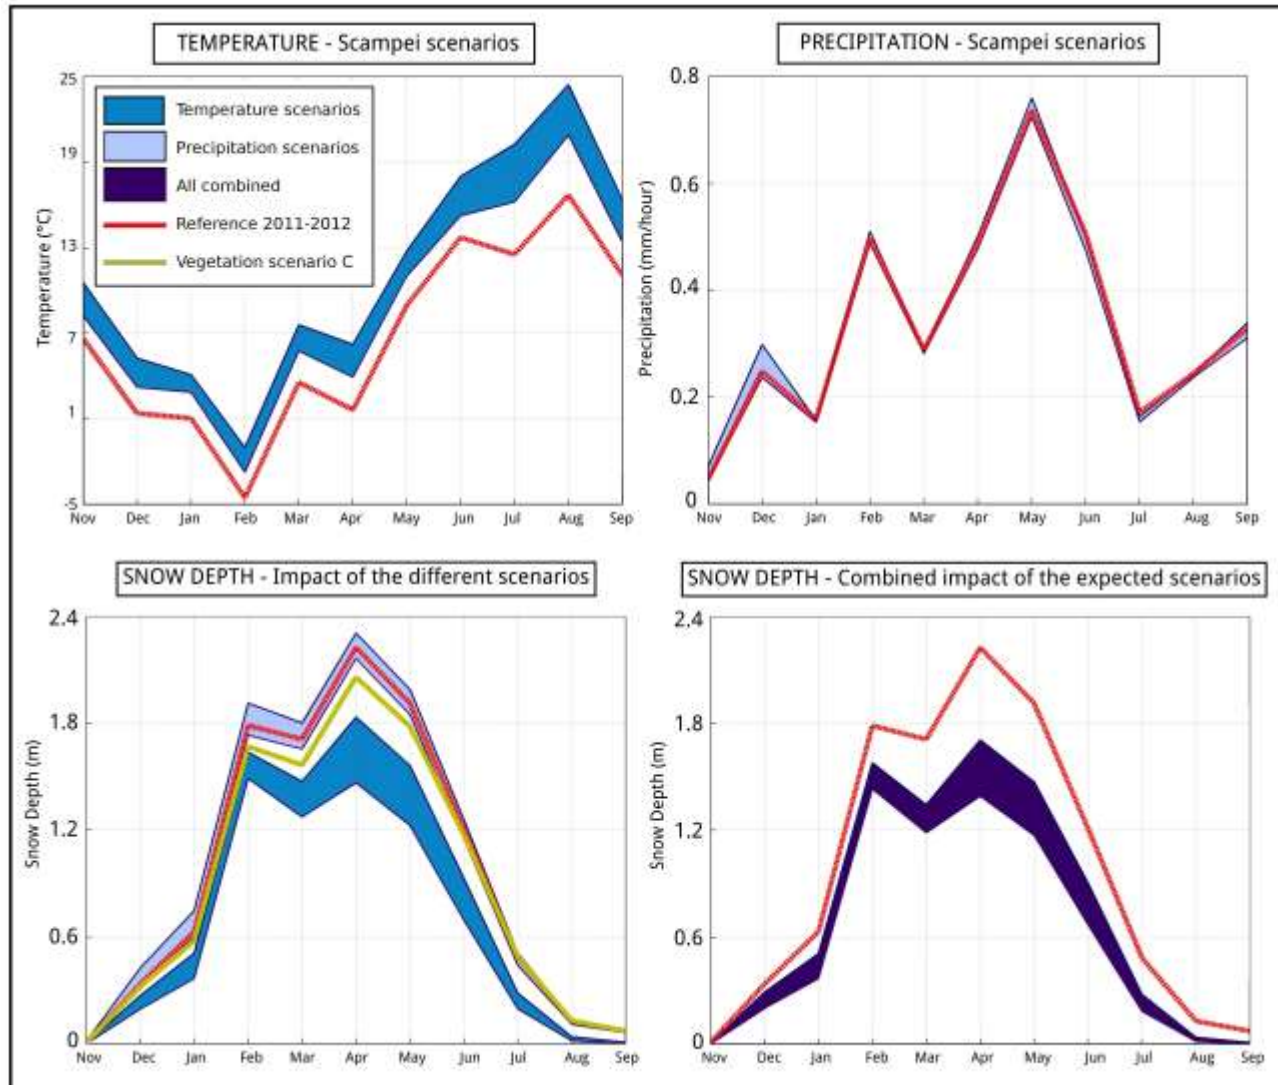 TEMPERATURE - Scampei scenarios
25
19
13
7
1
-5
Temperature (°C)
Temperature scenarios
Precipitation scenarios
All combined
Reference 2011-2012
Vegetation scenario C
Nov Dec Jan Feb Mar Apr May Jun Jul Aug Sep
PRECIPITATION - Scampei scenarios
0.8
0.6
0.4
0.2
0
Precipitation (mm/hour)
Nov Dec Jan Feb Mar Apr May Jun Jul Aug Sep
SNOW DEPTH - Impact of the different scenarios
2.4
1.8
1.2
0.6
0
Snow Depth (m)
Nov Dec Jan Feb Mar Apr May Jun Jul Aug Sep
SNOW DEPTH - Combined impact of the expected scenarios
2.4
1.8
1.2
0.6
0
Snow Depth (m)
Nov Dec Jan Feb Mar Apr May Jun Jul Aug Sep